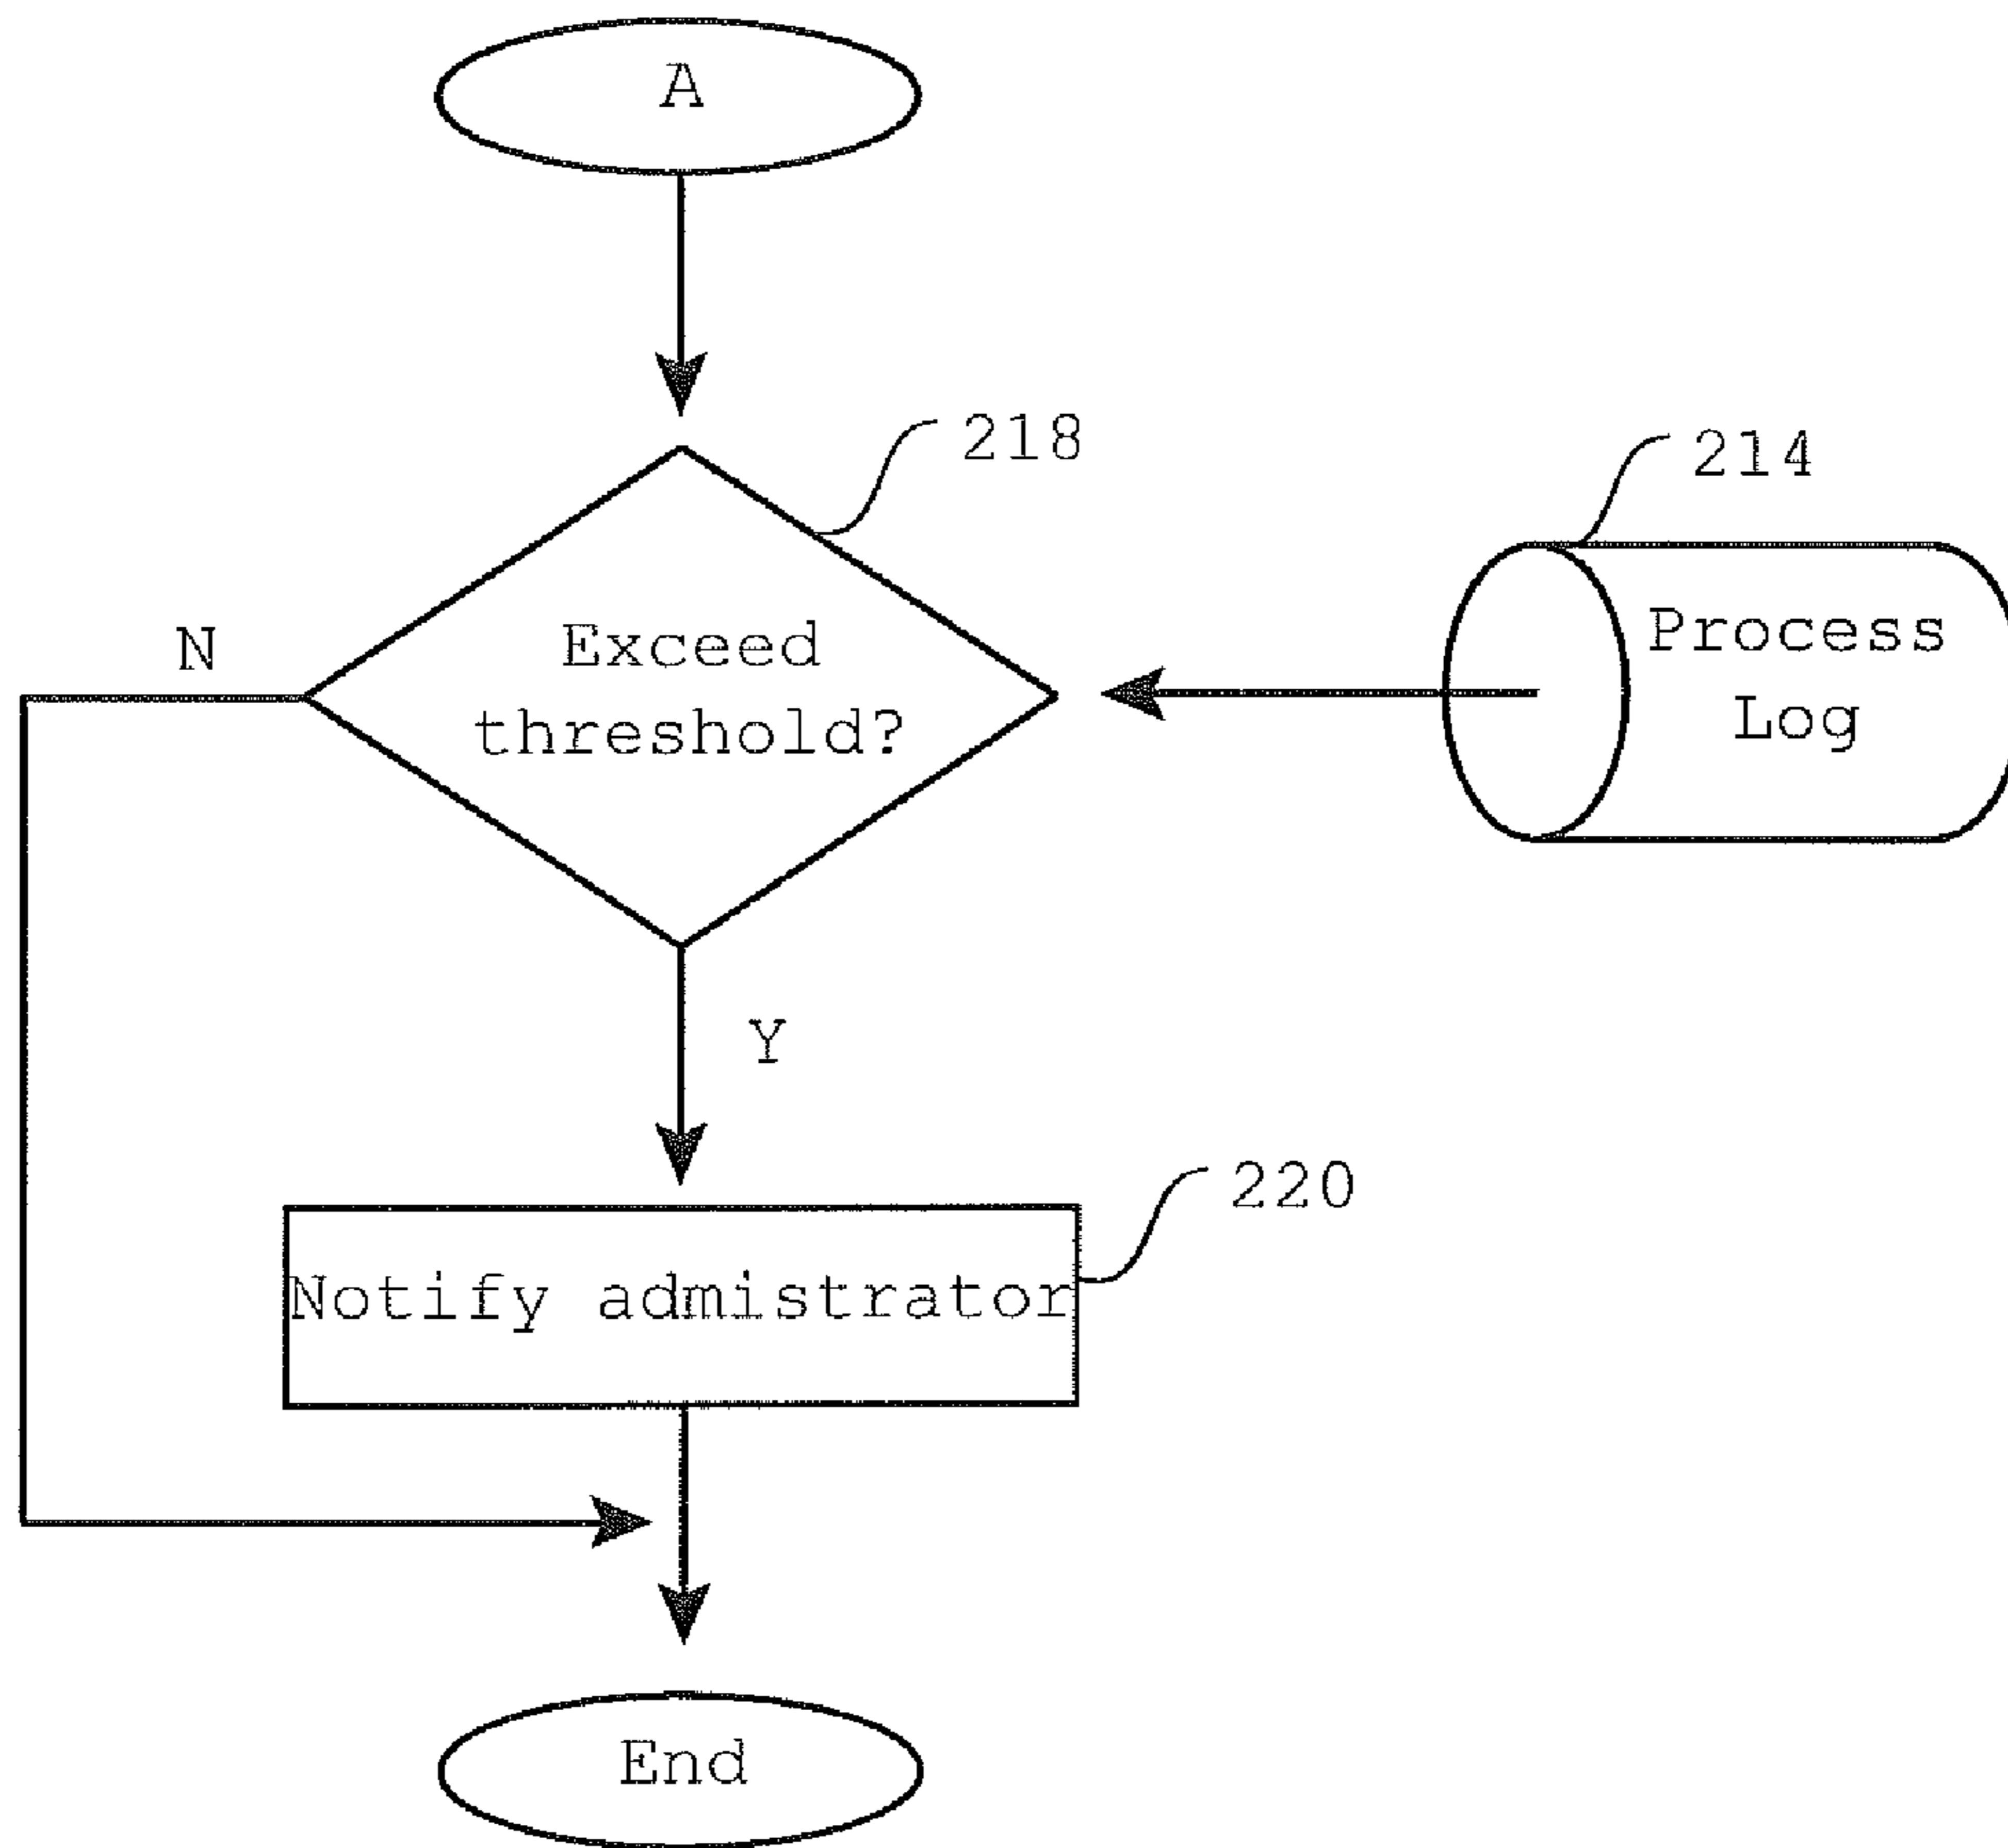 A
218
214
N
Exceed
threshold?
Process
Log
Y
220
Notify admistrator
End